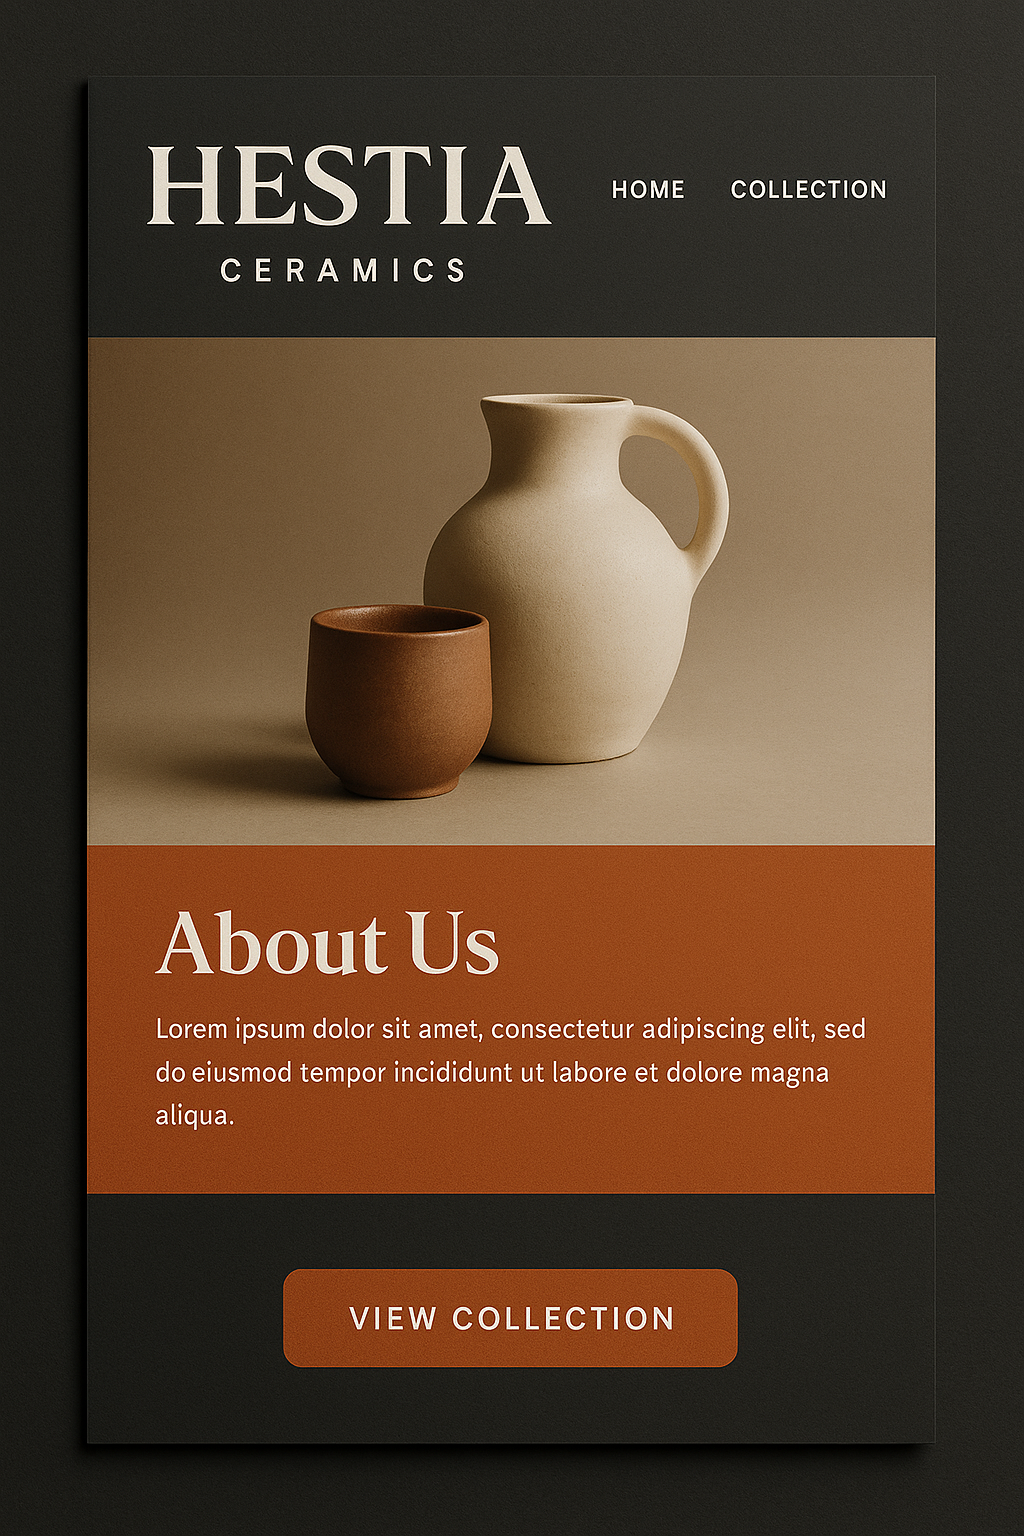 HESTIA
CERAMICS
HOME COLLECTION
About Us
Lorem ipsum dolor sit amet, consectetur adipiscing elit, sed
do eiusmod tempor incididunt ut labore et dolore magna
aliqua.
VIEW COLLECTION